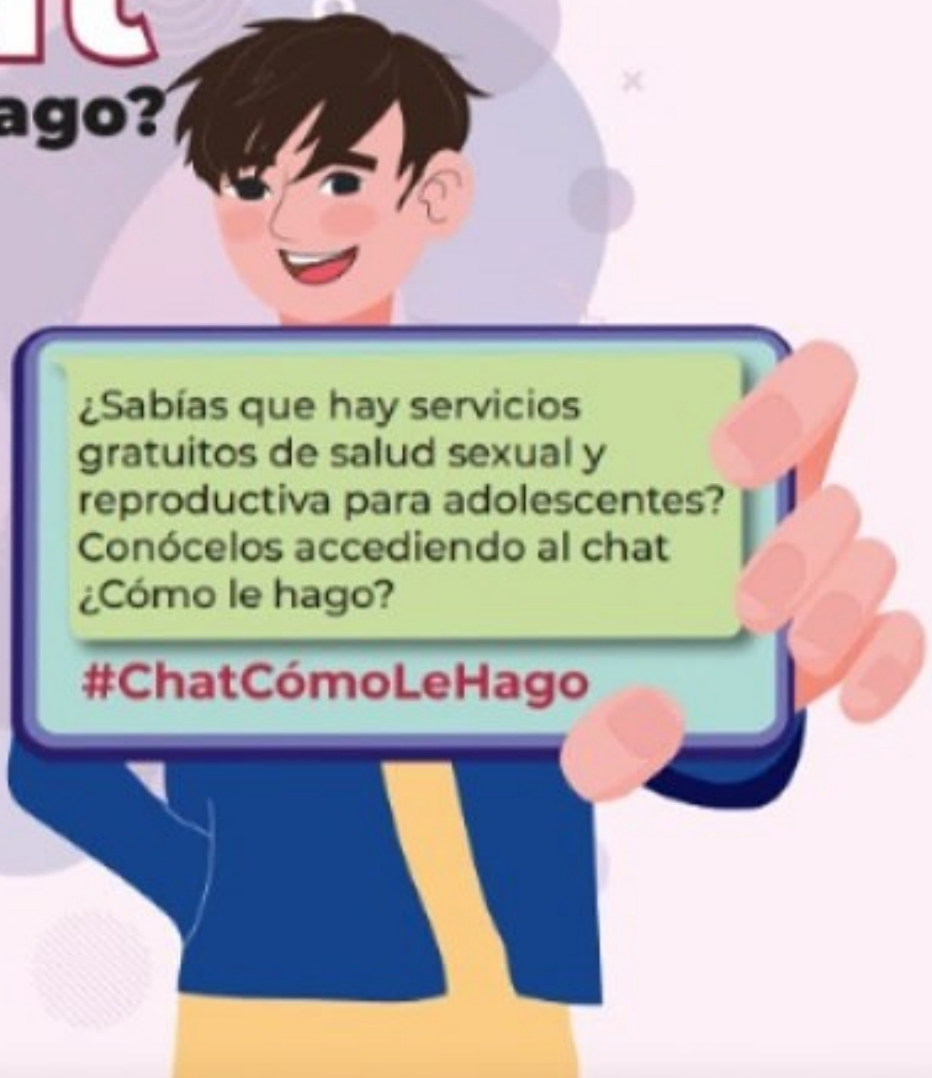 ¿Sabías que hay servicios
gratuitos de salud sexual y
reproductiva para adolescentes?
Conócelos accediendo al chat
¿Cómo le hago?
#ChatCómoLeHago